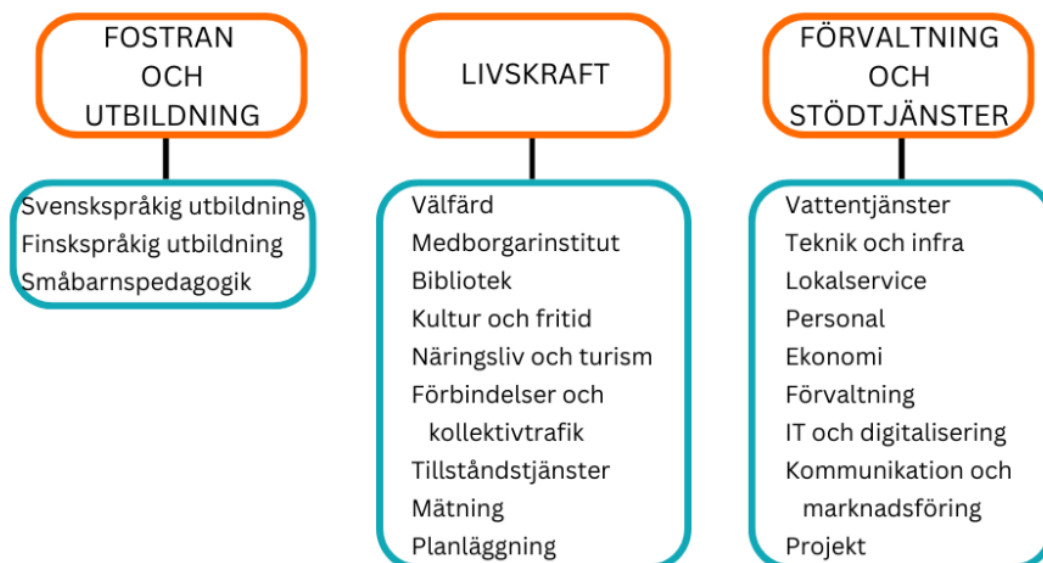 FOSTRAN
OCH
UTBILDNING
Svenskspråkig utbildning
Finskspråkig utbildning
Småbarnspedagogik
LIVSKRAFT
Välfärd
Medborgarinstitut
Bibliotek
Kultur och fritid
Näringsliv och turism
Förbindelser och
kollektivtrafik
Tillståndstjänster
Mätning
Planläggning
FÖRVALTNING
OCH
STÖDTJÄNSTER
Vattentjänster
Teknik och infra
Lokalservice
Personal
Ekonomi
Förvaltning
IT och digitalisering
Kommunikation och
marknadsföring
Projekt